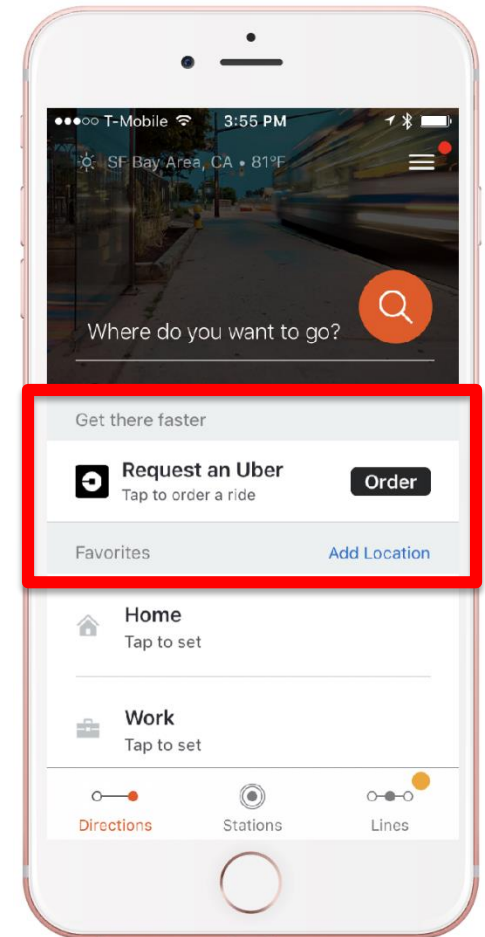 T-Mobile 3:55 PM
SF Bay Area, CA • 81°F
Where do you want to go?
Get there faster
Request an Uber
Tap to order a ride
Order
Favorites Add Location
Home
Tap to set
Work
Tap to set
Directions Stations Lines